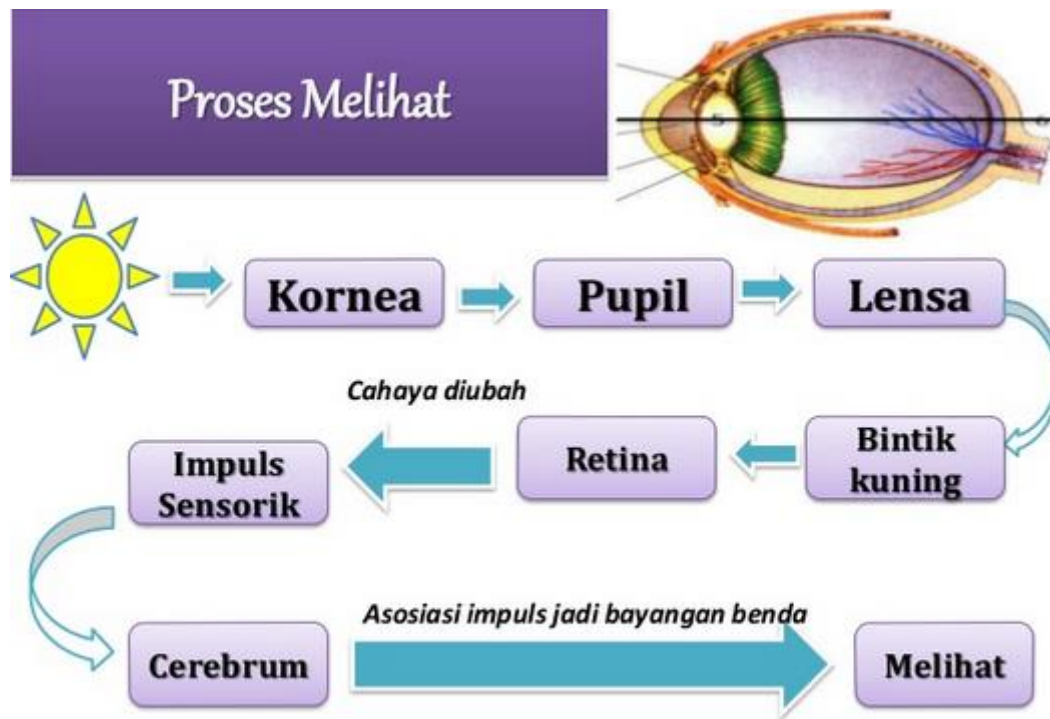 Proses Melihat
5
Kornea
Pupil
Lensa
Cahaya diubah
Bintik
kuning
Retina
Impuls
Sensorik
Asosiasi impuls jadi bayangan benda
Cerebrum
Melihat